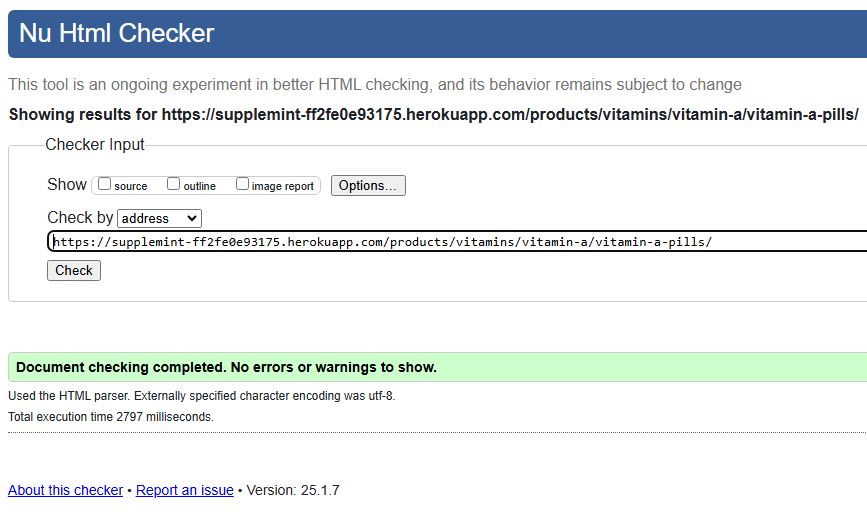 Nu Html Checker
This tool is an ongoing experiment in better HTML checking, and its behavior remains subject to change
Showing results for https://supplemint-ff2fe0e93175.herokuapp.com/products/vitamins/vitamin-a/vitamin-a-pills/
Checker Input
Show source outline image report Options...
Check by address
https://supplemint-ff2fe0e93175.herokuapp.com/products/vitamins/vitamin-a/vitamin-a-pills/
Check
Document checking completed. No errors or warnings to show.
Used the HTML parser. Externally specified character encoding was utf-8.
Total execution time 2797 milliseconds.
About this checker • Report an issue • Version: 25.1.7